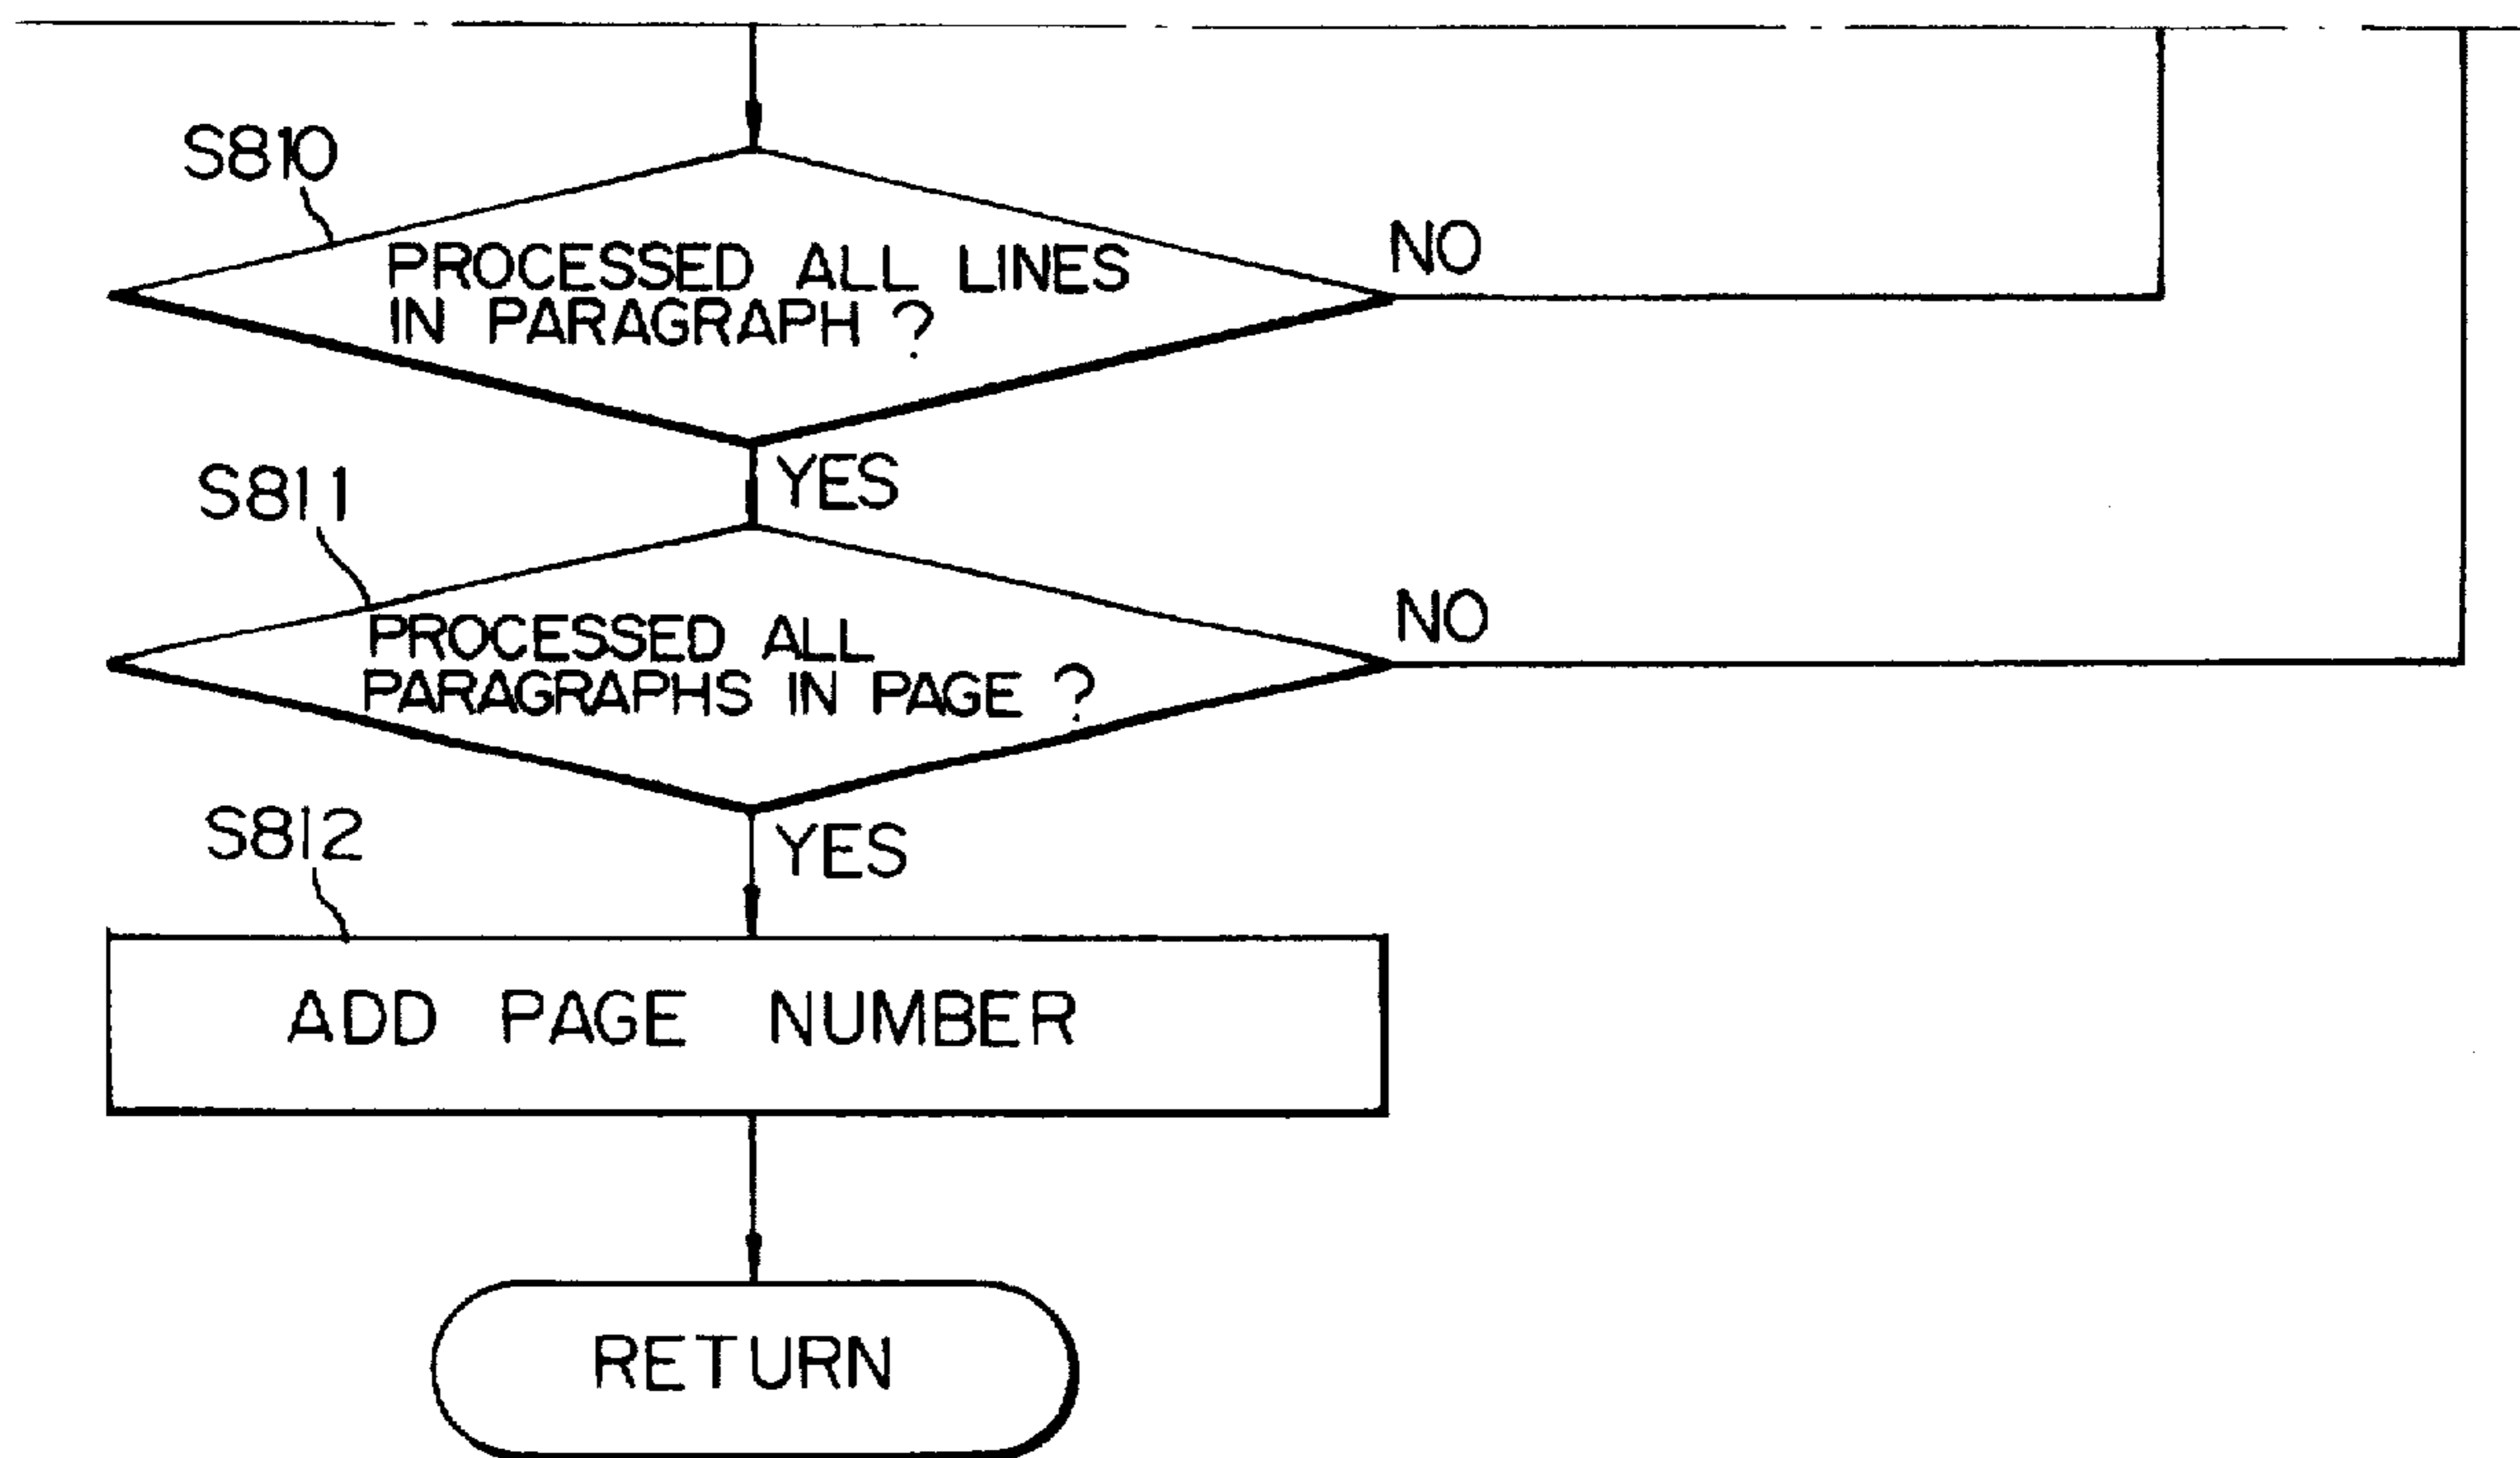 S810
PROCESSED ALL LINES
IN PARAGRAPH ?
NO
YES
S811
PROCESSED ALL
PARAGRAPHS IN PAGE ?
NO
YES
S812
ADD PAGE NUMBER
RETURN